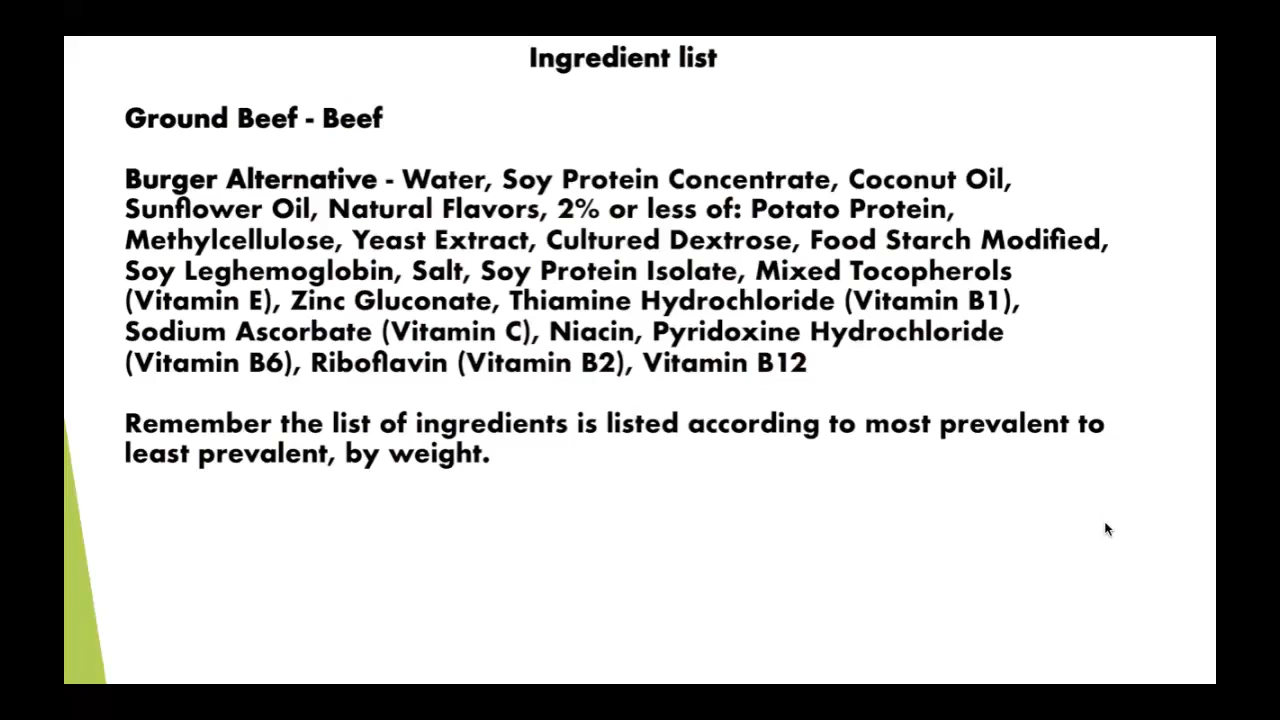 Ingredient list
Ground Beef - Beef
Burger Alternative - Water, Soy Protein Concentrate, Coconut Oil,
Sunflower Oil, Natural Flavors, 2% or less of: Potato Protein,
Methylcellulose, Yeast Extract, Cultured Dextrose, Food Starch Modified,
Soy Leghemoglobin, Salt, Soy Protein Isolate, Mixed Tocopherols
(Vitamin E), Zinc Gluconate, Thiamine Hydrochloride (Vitamin B1),
Sodium Ascorbate (Vitamin C), Niacin, Pyridoxine Hydrochloride
(Vitamin B6), Riboflavin (Vitamin B2), Vitamin B12
Remember the list of ingredients is listed according to most prevalent to
least prevalent, by weight.